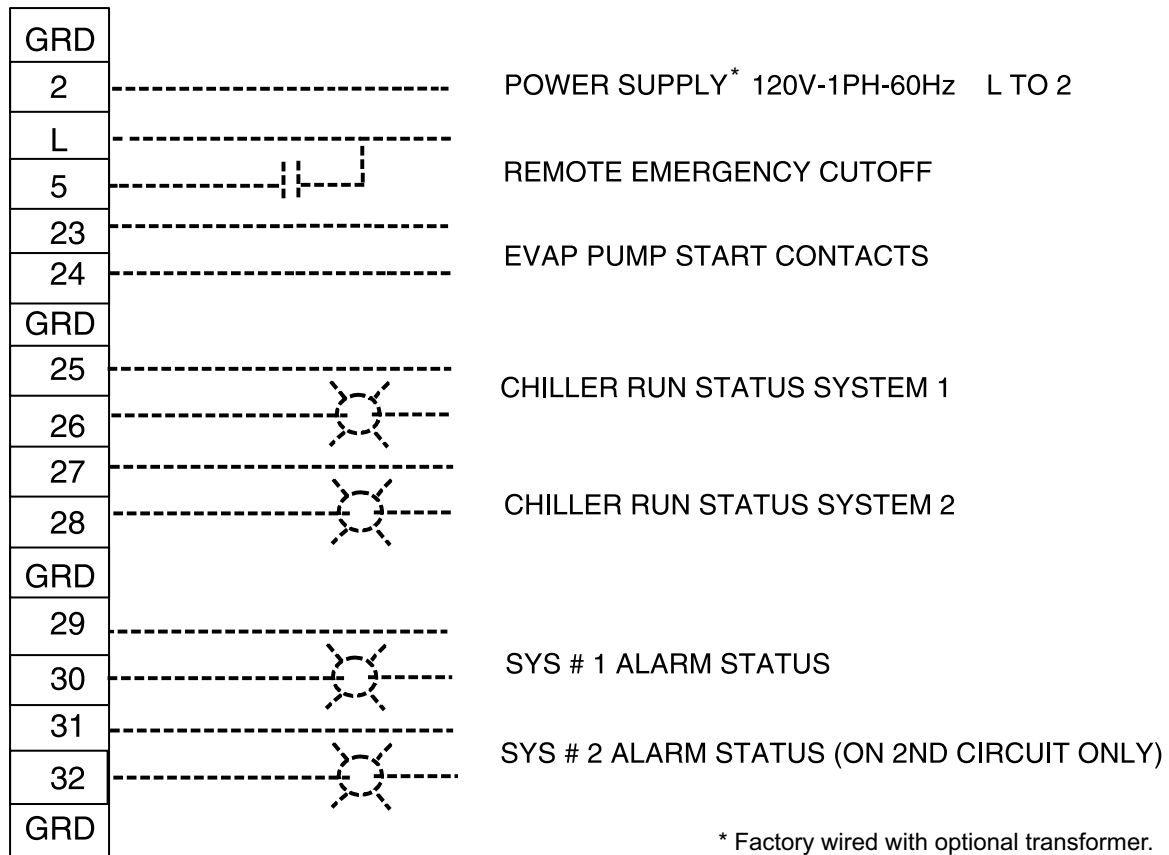 GRD
2 POWER SUPPLY* 120V-1PH-60Hz L TO 2
L
REMOTE EMERGENCY CUTOFF
5
23
EVAP PUMP START CONTACTS
24
GRD
25
CHILLER RUN STATUS SYSTEM 1
26
27
CHILLER RUN STATUS SYSTEM 2
28
GRD
29
SYS # 1 ALARM STATUS
30
31
SYS # 2 ALARM STATUS (ON 2ND CIRCUIT ONLY)
32
GRD
* Factory wired with optional transformer.